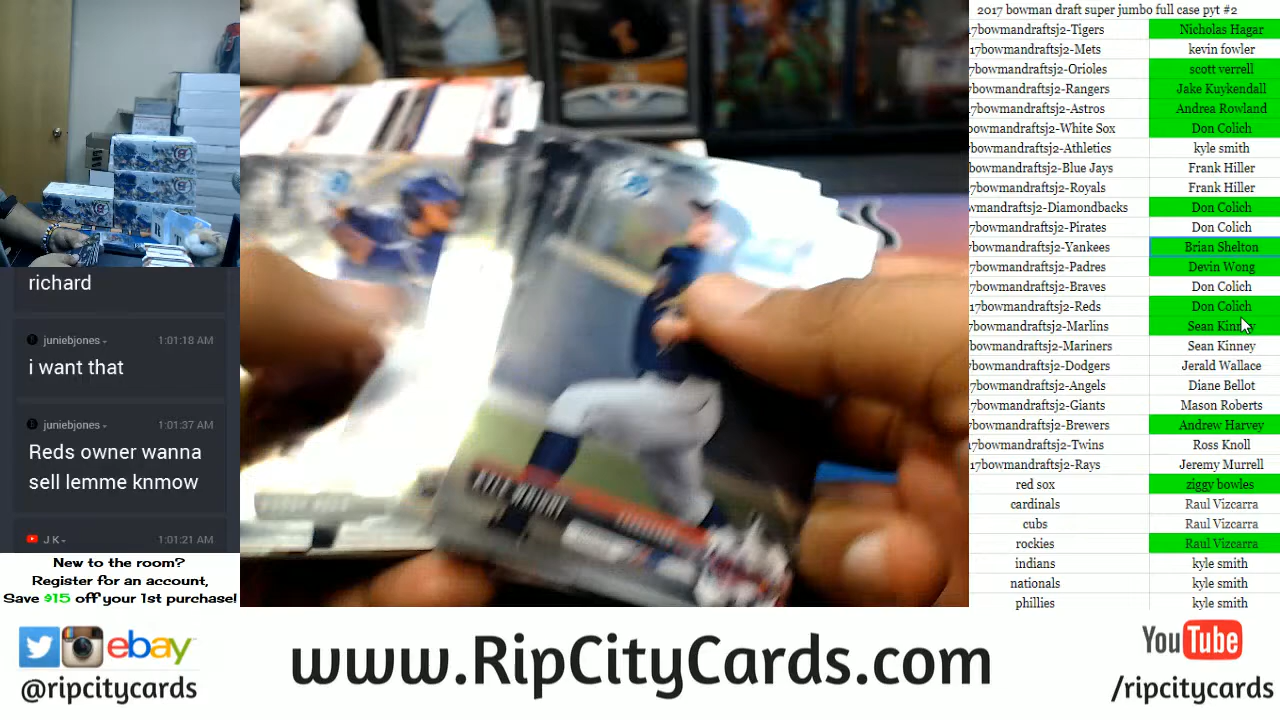 2017 bowman draft super jumbo full case pyt #2
17bowmandraftsj2-Tigers Nicholas Hagar
7bowmandraftsj2-Mets kevin fowler
7bowmandraftsj2-Orioles scott verrell
7bowmandraftsj2-Rangers Jake Kuykendall
17bowmandraftsj2-Astros Andrea Rowland
bowmandraftsj2-White Sox Don Colich
7bowmandraftsj2-Athletics kyle smith
7bowmandraftsj2-Blue Jays Frank Hiller
7bowmandraftsj2-Royals Frank Hiller
wmandraftsj2-Diamondbacks Don Colich
7bowmandraftsj2-Pirates Don Colich
7bowmandraftsj2-Yankees Brian Shelton
7bowmandraftsj2-Padres Devin Wong
7bowmandraftsj2-Braves Don Colich
17bowmandraftsj2-Reds Don Colich
7bowmandraftsj2-Marlins Sean Kinney
7bowmandraftsj2-Mariners Sean Kinney
7bowmandraftsj2-Dodgers Jerald Wallace
7bowmandraftsj2-Angels Diane Bellot
7bowmandraftsj2-Giants Mason Roberts
7bowmandraftsj2-Brewers Andrew Harvey
7bowmandraftsj2-Twins Ross Knoll
17bowmandraftsj2-Rays Jeremy Murrell
red sox ziggy bowles
cardinals Raul Vizcarra
cubs Raul Vizcarra
rockies Raul Vizcarra
indians kyle smith
nationals kyle smith
phillies kyle smith
richard
juniebjones 1:01:18 AM
i want that
juniebjones 1:01:37 AM
Reds owner wanna
sell lemme knmow
J K 1:01:21 AM
New to the room?
Register for an account,
Save $15 off your 1st purchase!
ebay
@ripcitycards
www.RipCityCards.com
YouTube
/ripcitycards